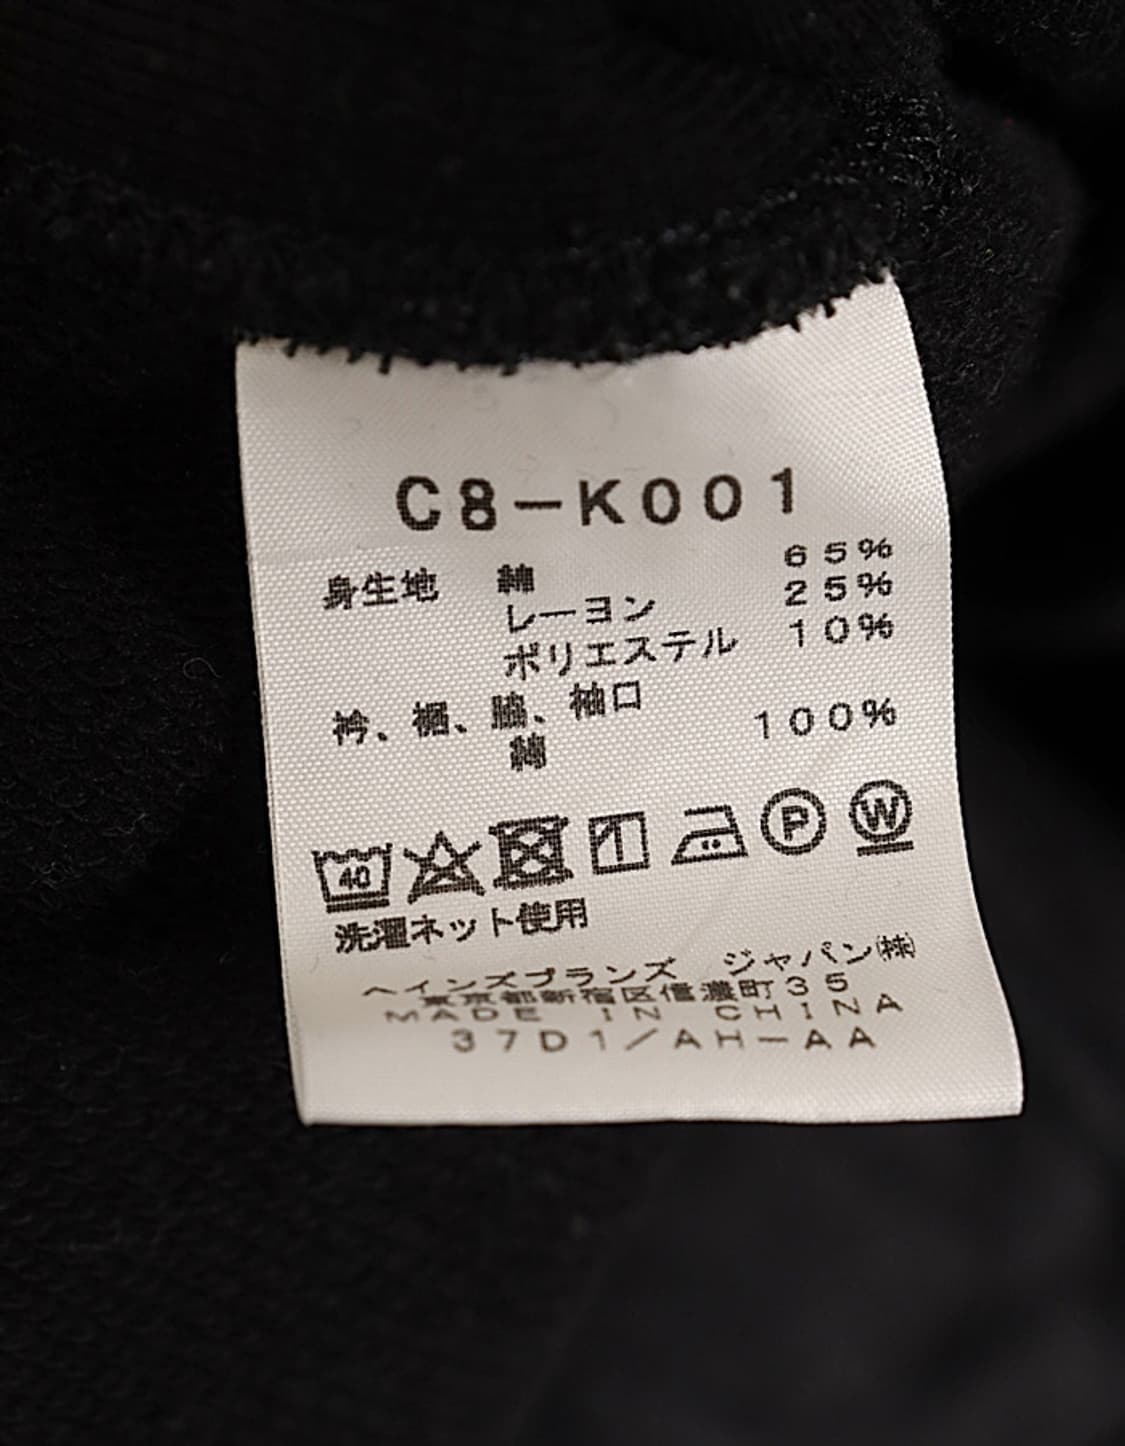 C8-K001
身生地 綿 65%
レーヨン 25%
ポリエステル 10%
衿、裾、脇、袖口
綿 100%
40 P W
洗濯ネット使用
ヘインズブランズ ジャパン㈱
東京都新宿区信濃町35
MADE IN CHINA
37D1/AH-AA